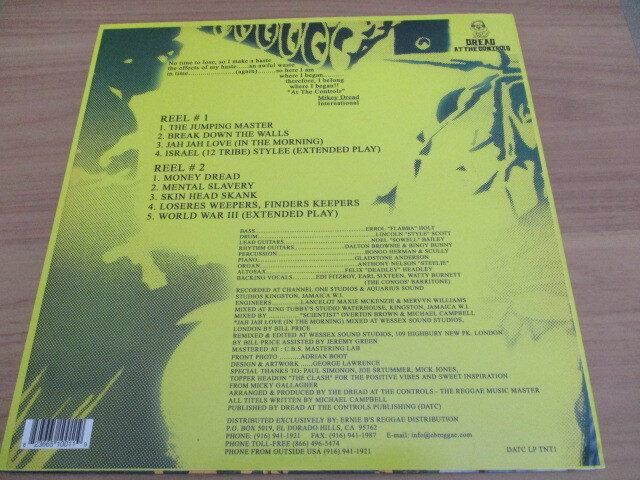 DREAD
AT THE CONTROLS
No time to lose, so I make a haste
the effects of my haste.....an awful waste
in time....................(again)........so here I am
where I began........
therefore, I belong
where I began!!
"At The Controls"
Mikey Dread
International
REEL # 1
1. THE JUMPING MASTER
2. BREAK DOWN THE WALLS
3. JAH JAH LOVE (IN THE MORNING)
4. ISRAEL (12 TRIBE) STYLEE (EXTENDED PLAY)
REEL # 2
1. MONEY DREAD
2. MENTAL SLAVERY
3. SKIN HEAD SKANK
4. LOSERES WEEPERS, FINDERS KEEPERS
5. WORLD WAR III (EXTENDED PLAY)
BASS........ERROL "FLABBA" HOLT
DRUM........LINCOLN "STYLE" SCOTT
LEAD GUITARS........NOEL "SOWELL" BAILEY
RHYTHM GUITARS........DALTON BROWNIE & BINGY BUNNY
PERCUSSION........BONGO HERMAN & SCULLY
PIANO........GLADSTONE ANDERSON
ORGAN........ANTHONY NELSON "STEELIE"
ALTOSAX........FELIX "DEADLEY" HEADLEY
BACKING VOCALS ........EDI FITZROY, EARL SIXTEEN, WATTY BURNETT
(THE CONGOS' BARRITONE)
RECORDED AT CHANNEL ONE STUDIOS & AQUARIUS SOUND
STUDIOS KINGSTON, JAMAICA W.I.
ENGINEERS..........LANCELOT MAXIE MCKENZIE & MERVYN WILLIAMS
MIXED AT KING TUBBY'S STUDIO WATERHOUSE, KINGSTON, JAMAICA W.I.
MIXED BY ........"SCIENTIST" OVERTON BROWN & MICHAEL CAMPBELL
*JAH JAH LOVE (IN THE MORNING) MIXED AT WESSEX SOUND STUDIOS,
LONDON BY BILL PRICE
REMIXED & EDITED AT WESSEX SOUND STUDIOS, 109 HIGHBURY NEW PK. LONDON
BY BILL PRICE ASSISTED BY JEREMY GREEN
MASTERED AT - C.B.S. MASTERING LAB
FRONT PHOTO ........ADRIAN BOOT
DESIGN & ARTWORK .....GEORGE LAWRENCE
SPECIAL THANKS TO: PAUL SIMONON, JOE SRTUMMER, MICK JONES,
TOPPER HEADON "THE CLASH" FOR THE POSITIVE VIBES AND SWEET INSPIRATION
FROM MICKY GALLAGHER
ARRANGED & PRODUCED BY THE DREAD AT THE CONTROLS - THE REGGAE MUSIC MASTER
ALL TITELS WRITTEN BY MICHAEL CAMPBELL
PUBLISHED BY DREAD AT THE CONTROLS PUBLISHING (DATC)
DISTRIBUTED EXCLUSIVELY BY: ERNIE B'S REGGAE DISTRIBUTION
P.O. BOX 5019, EL DORADO HILLS, CA 95762
PHONE: (916) 941-1921 FAX: (916) 941-1987 E-mail: info@ebreggae.com
PHONE TOLL-FREE (866) 496-5474
PHONE FROM OUTSIDE USA (916) 941-1921
DATC LP TNT1